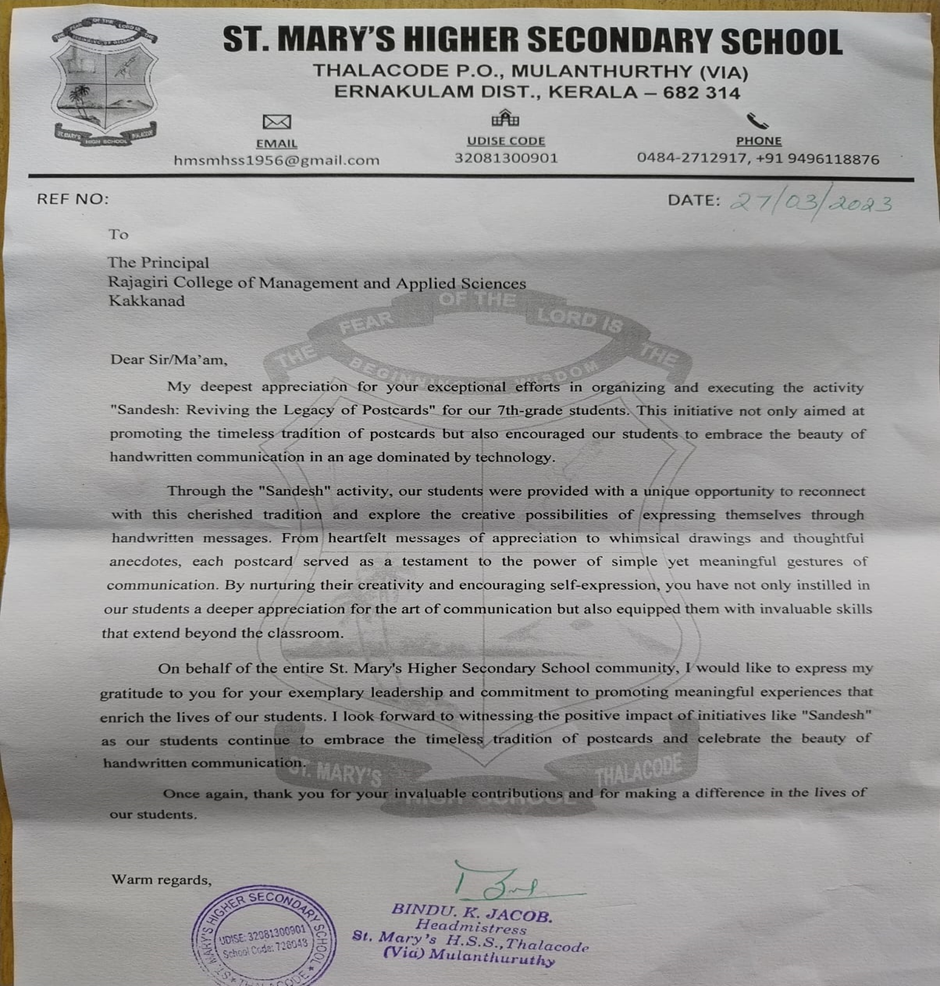 THE FEAR OF THE LORD IS THE
ST. MARY'S HIGH SCHOOL THALACODE
ST. MARY'S HIGHER SECONDARY SCHOOL
THALACODE P.O., MULANTHURTHY (VIA)
ERNAKULAM DIST., KERALA – 682 314
EMAIL
hmsmhss1956@gmail.com
UDISE CODE
32081300901
PHONE
0484-2712917, +91 9496118876
REF NO:
DATE: 27/03/2023
To
The Principal
Rajagiri College of Management and Applied Sciences
Kakkanad
Dear Sir/Ma'am,
My deepest appreciation for your exceptional efforts in organizing and executing the activity
"Sandesh: Reviving the Legacy of Postcards" for our 7th-grade students. This initiative not only aimed at
promoting the timeless tradition of postcards but also encouraged our students to embrace the beauty of
handwritten communication in an age dominated by technology.
Through the "Sandesh" activity, our students were provided with a unique opportunity to reconnect
with this cherished tradition and explore the creative possibilities of expressing themselves through
handwritten messages. From heartfelt messages of appreciation to whimsical drawings and thoughtful
anecdotes, each postcard served as a testament to the power of simple yet meaningful gestures of
communication. By nurturing their creativity and encouraging self-expression, you have not only instilled in
our students a deeper appreciation for the art of communication but also equipped them with invaluable skills
that extend beyond the classroom.
On behalf of the entire St. Mary's Higher Secondary School community, I would like to express my
gratitude to you for your exemplary leadership and commitment to promoting meaningful experiences that
enrich the lives of our students. I look forward to witnessing the positive impact of initiatives like "Sandesh"
as our students continue to embrace the timeless tradition of postcards and celebrate the beauty of
handwritten communication.
Once again, thank you for your invaluable contributions and for making a difference in the lives of
our students.
Warm regards,
ST. MARY'S HIGHER SECONDARY SCHOOL
UDISE: 32081300901
School Code: 726043
BINDU. K. JACOB.
Headmistress
St. Mary's H.S.S., Thalacode
(Via) Mulanthuruthy